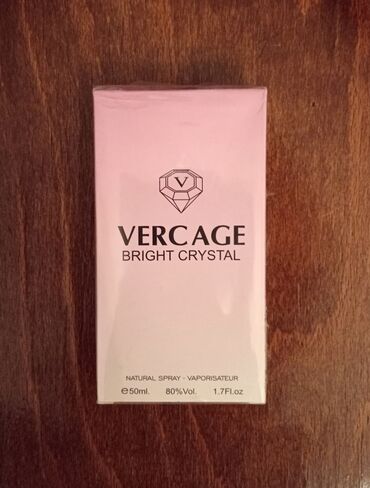 V
VERCAGE
BRIGHT CRYSTAL
NATURAL SPRAY - VAPORISATEUR
℮50ml. 80%Vol. 1.7Fl.oz